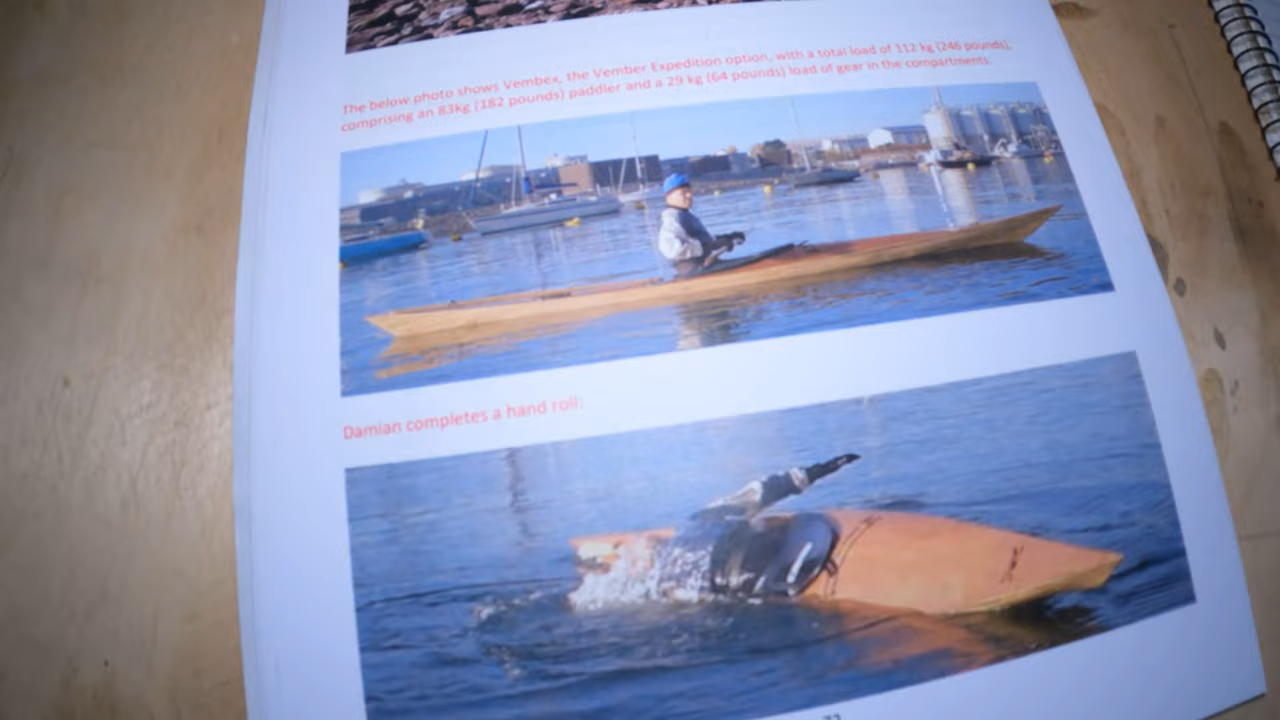 The below photo shows Vembex, the Vember Expedition option, with a total load of 112 kg (246 pounds),
comprising an 83kg (182 pounds) paddler and a 29 kg (64 pounds) load of gear in the compartments.
Damian completes a hand roll: